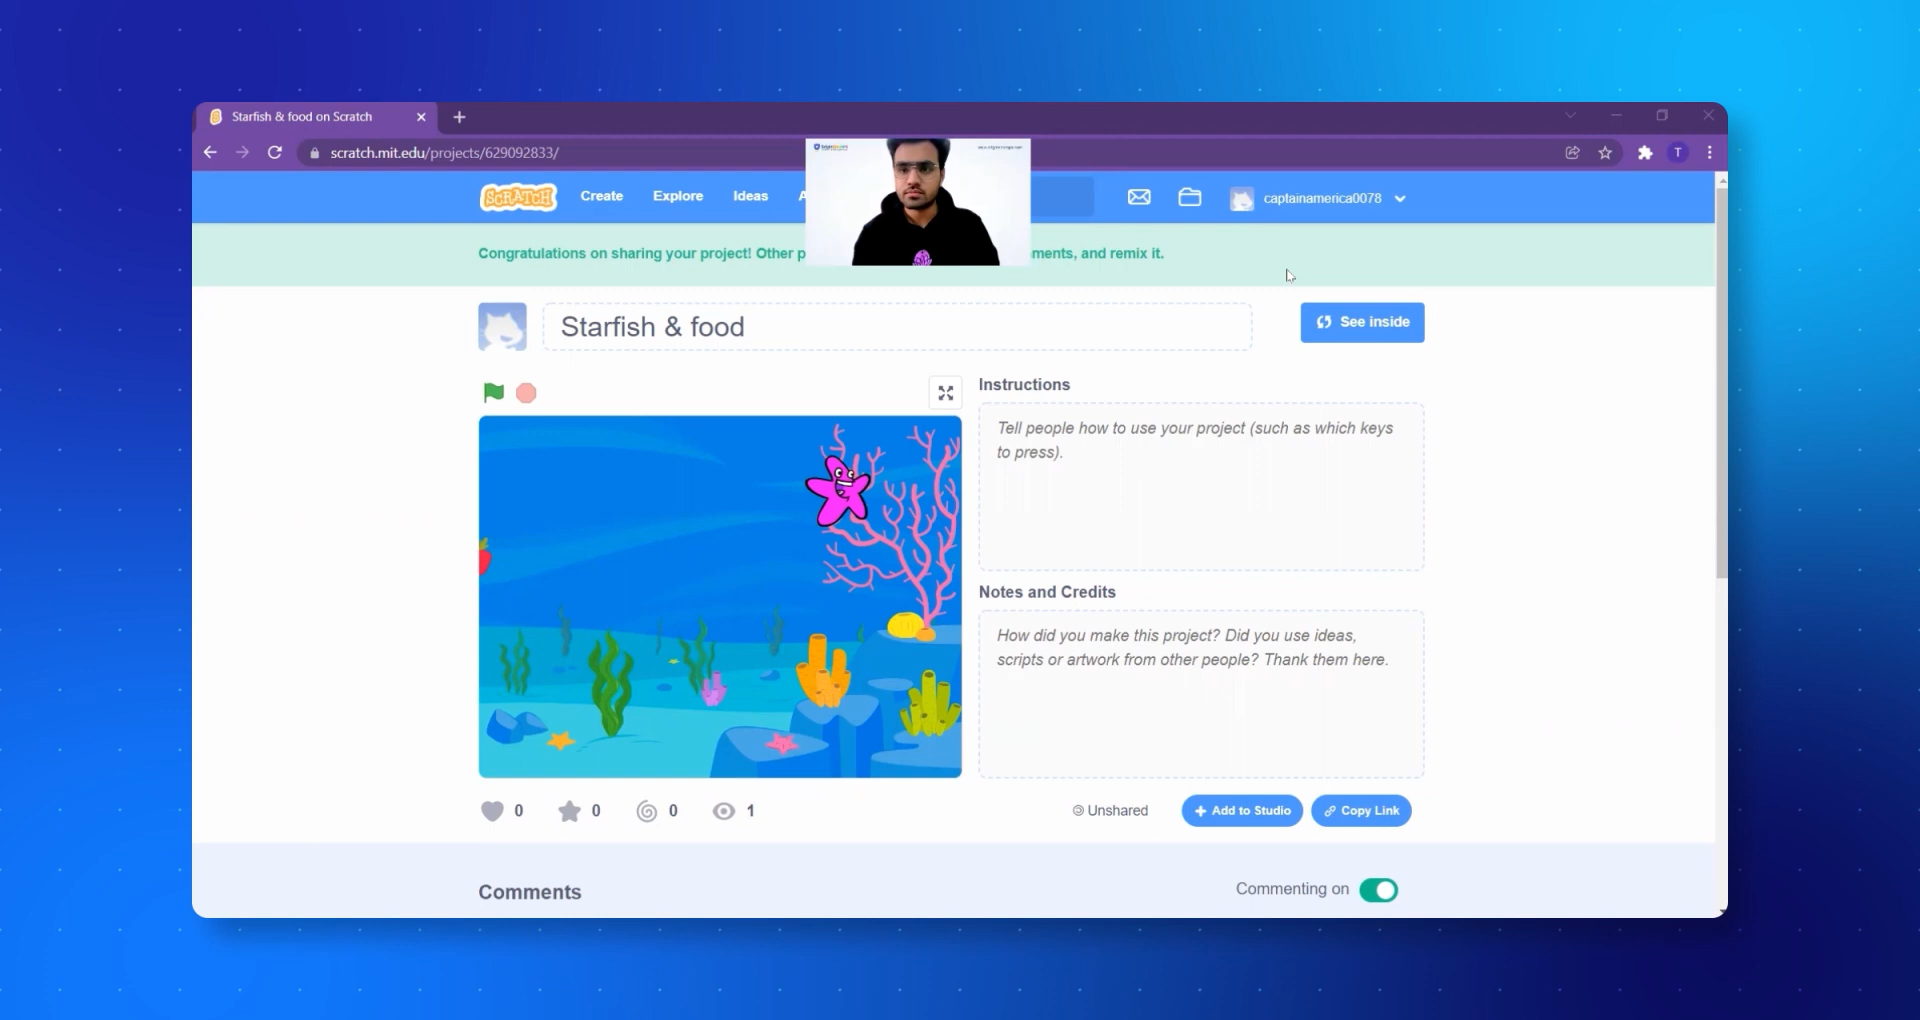 Starfish & food on Scratch
scratch.mit.edu/projects/629092833/
T
SCRATCH
Create
Explore
Ideas
A
captainamerica0078
Congratulations on sharing your project! Other p
ments, and remix it.
Starfish & food
See inside
Instructions
Tell people how to use your project (such as which keys
to press).
Notes and Credits
How did you make this project? Did you use ideas,
scripts or artwork from other people? Thank them here.
0
0
0
1
Unshared
Add to Studio
Copy Link
Comments
Commenting on